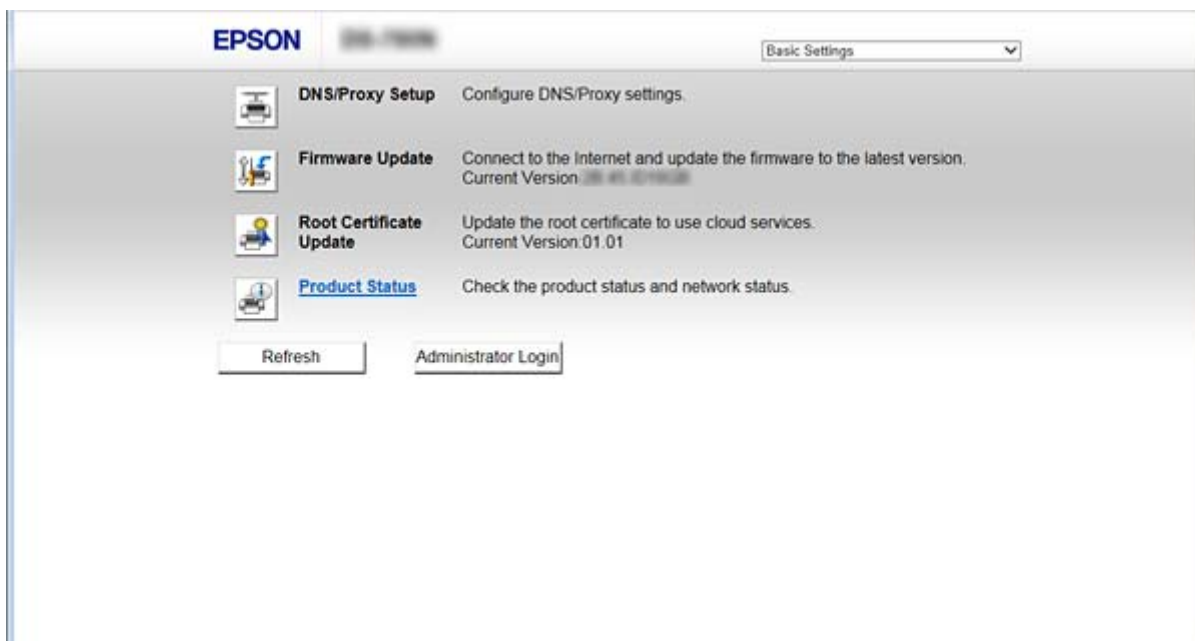 EPSON
Basic Settings
DNS/Proxy Setup Configure DNS/Proxy settings.
Firmware Update Connect to the Internet and update the firmware to the latest version.
Current Version:
Root Certificate Update the root certificate to use cloud services.
Update Current Version:01.01
Product Status Check the product status and network status.
Refresh Administrator Login